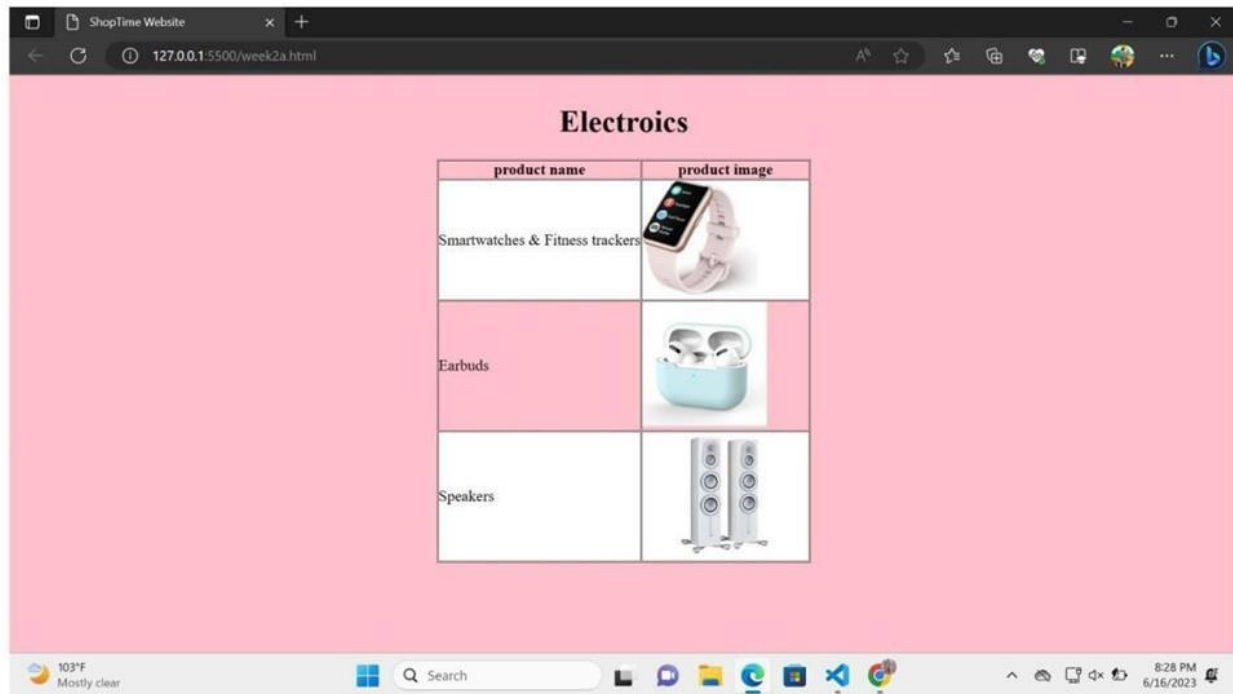 ShopTime Website
127.0.0.1:5500/week2a.html
Electroics
product name product image
Smartwatches & Fitness trackers
Earbuds
Speakers
103°F
Mostly clear
Search
8:28 PM
6/16/2023